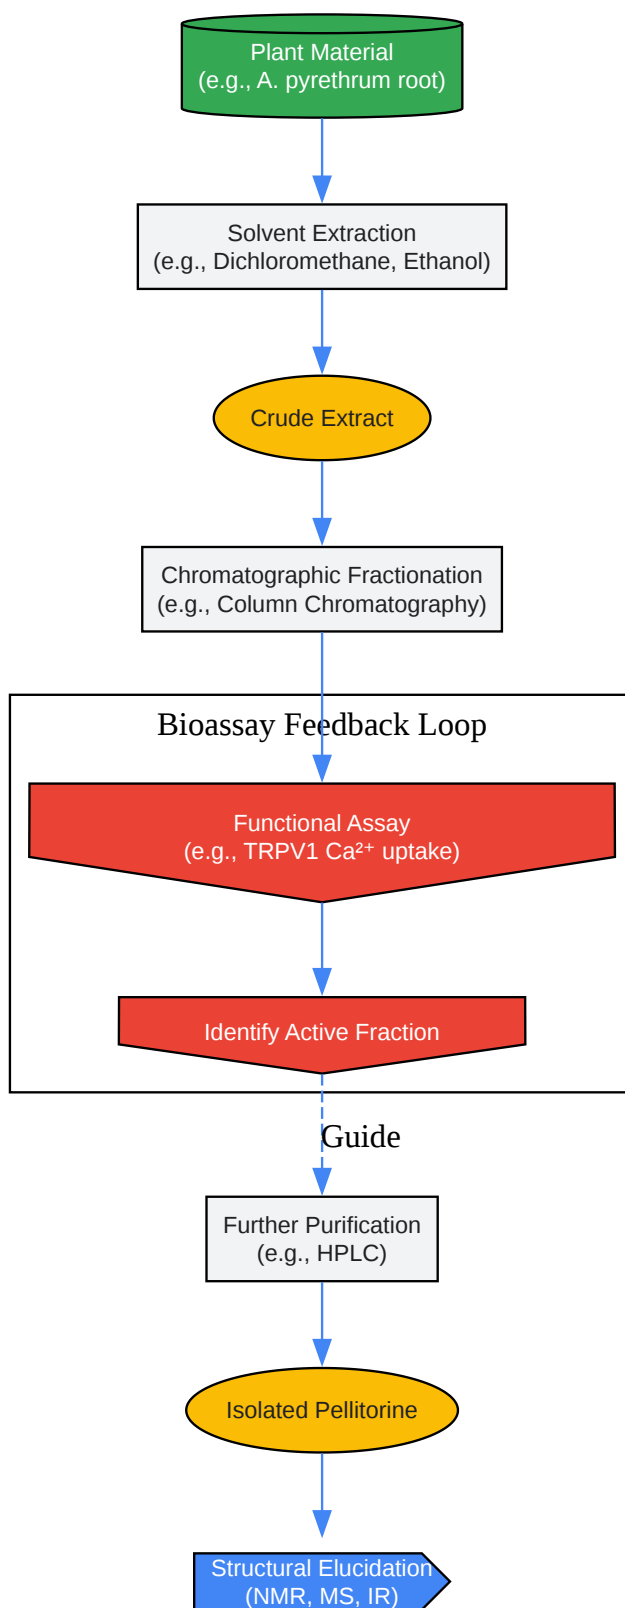 Plant Material
(e.g., A. pyrethrum root)
Solvent Extraction
(e.g., Dichloromethane, Ethanol)
Crude Extract
Chromatographic Fractionation
(e.g., Column Chromatography)
Bioassay Feedback Loop
Functional Assay
(e.g., TRPV1 Ca²⁺ uptake)
Identify Active Fraction
Guide
Further Purification
(e.g., HPLC)
Isolated Pellitorine
Structural Elucidation
(NMR, MS, IR)